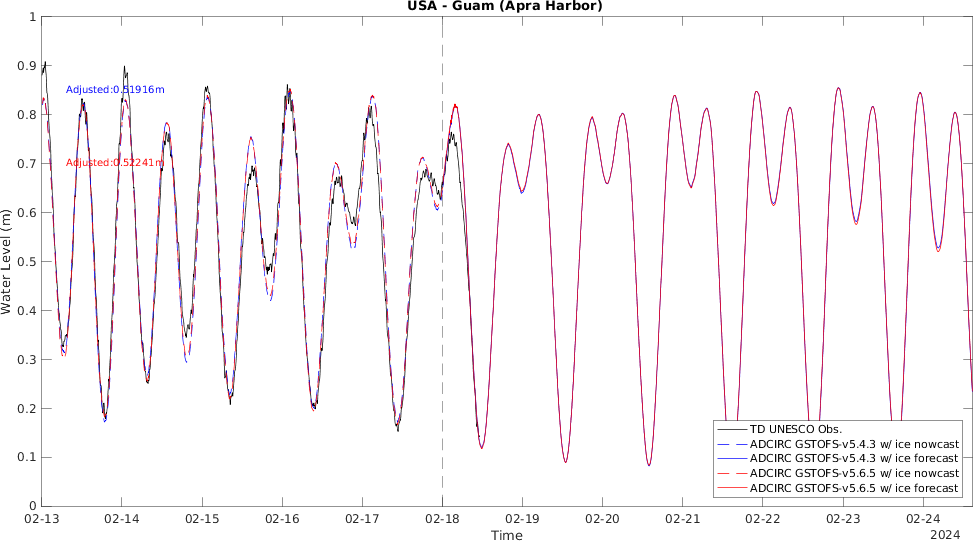 USA - Guam (Apra Harbor)
1
0.9
0.8
0.7
0.6
0.5
0.4
0.3
0.2
0.1
0
Water Level (m)
Adjusted:0.51916m
Adjusted:0.52241m
TD UNESCO Obs.
ADCIRC GSTOFS-v5.4.3 w/ ice nowcast
ADCIRC GSTOFS-v5.4.3 w/ ice forecast
ADCIRC GSTOFS-v5.6.5 w/ ice nowcast
ADCIRC GSTOFS-v5.6.5 w/ ice forecast
02-13 02-14 02-15 02-16 02-17 02-18 02-19 02-20 02-21 02-22 02-23 02-24
Time
2024